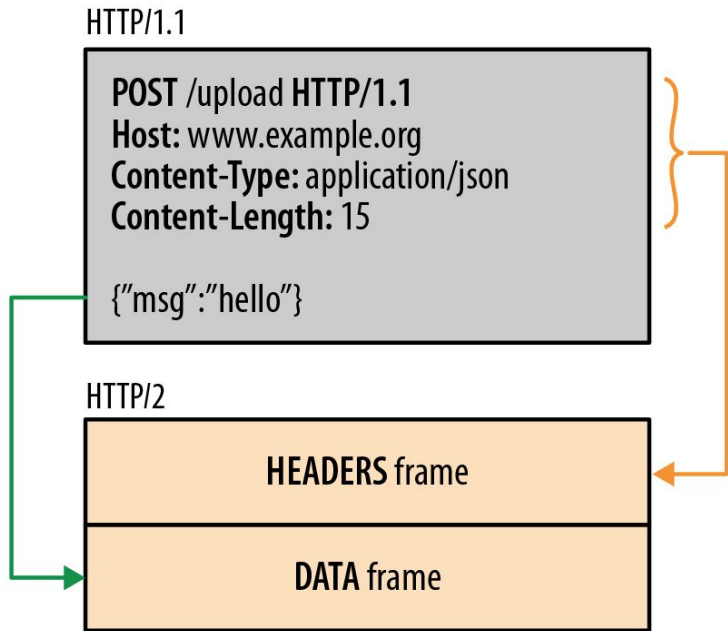 HTTP/1.1
POST /upload HTTP/1.1
Host: www.example.org
Content-Type: application/json
Content-Length: 15
{”msg”:”hello”}
HTTP/2
HEADERS frame
DATA frame